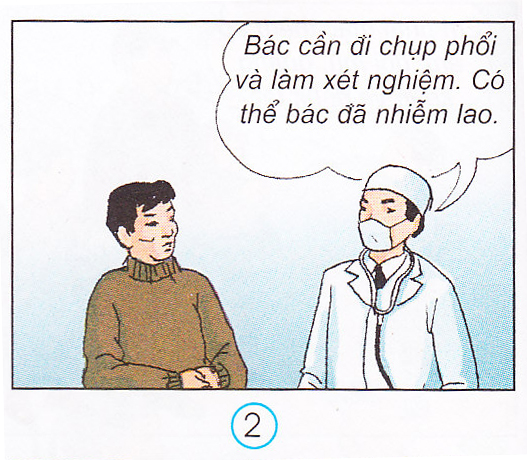 Bác cần đi chụp phổi
và làm xét nghiệm. Có
thể bác đã nhiễm lao.
2